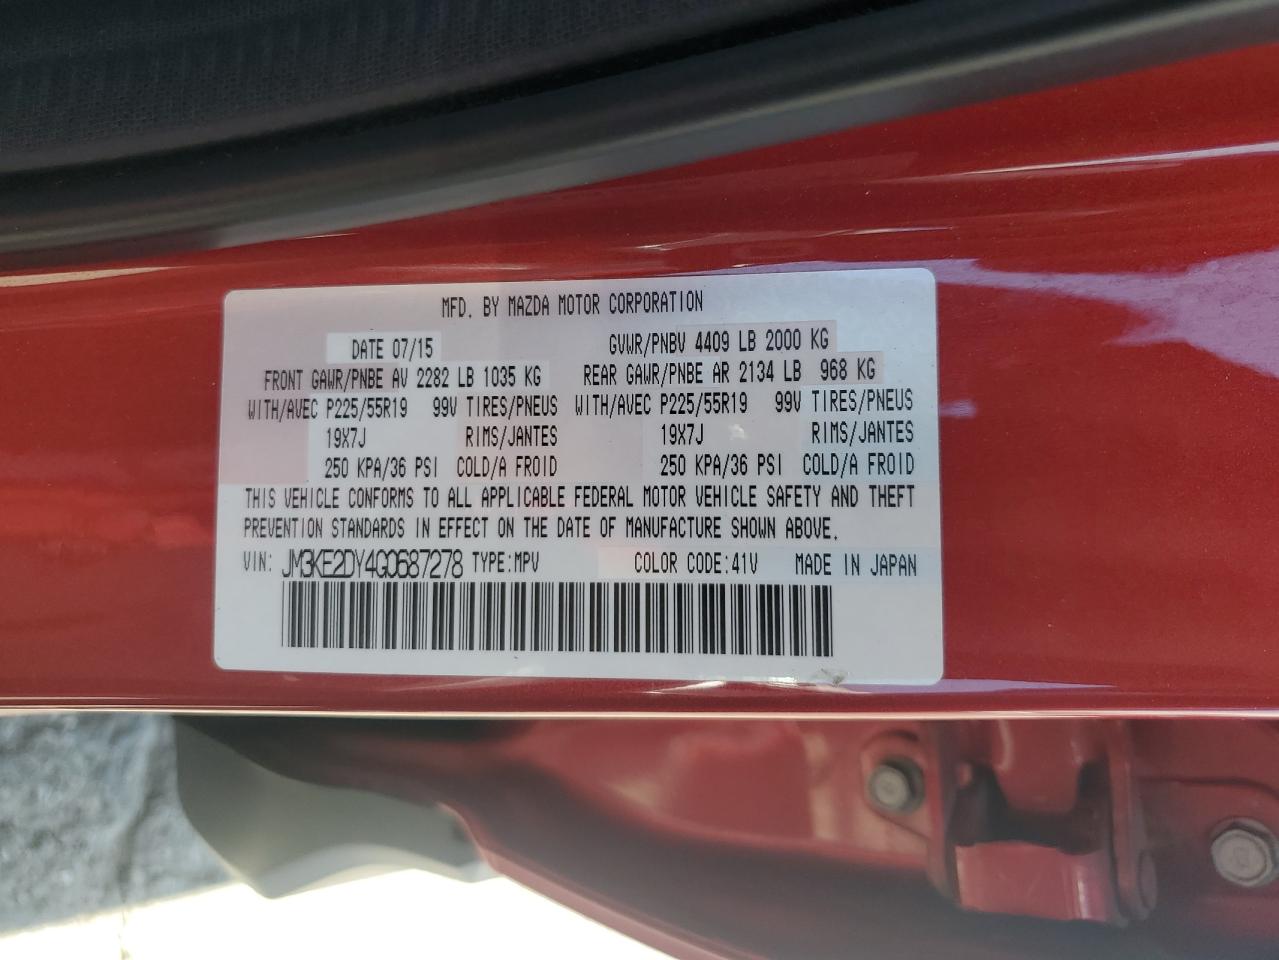 MFD. BY MAZDA MOTOR CORPORATION
DATE 07/15 GVWR/PNBV 4409 LB 2000 KG
FRONT GAWR/PNBE AV 2282 LB 1035 KG REAR GAWR/PNBE AR 2134 LB 968 KG
WITH/AVEC P225/55R19 99V TIRES/PNEUS WITH/AVEC P225/55R19 99V TIRES/PNEUS
19X7J RIMS/JANTES 19X7J RIMS/JANTES
250 KPA/36 PSI COLD/A FROID 250 KPA/36 PSI COLD/A FROID
THIS VEHICLE CONFORMS TO ALL APPLICABLE FEDERAL MOTOR VEHICLE SAFETY AND THEFT
PREVENTION STANDARDS IN EFFECT ON THE DATE OF MANUFACTURE SHOWN ABOVE.
VIN: JM3KE2DY4G0687278 TYPE:MPV COLOR CODE:41V MADE IN JAPAN